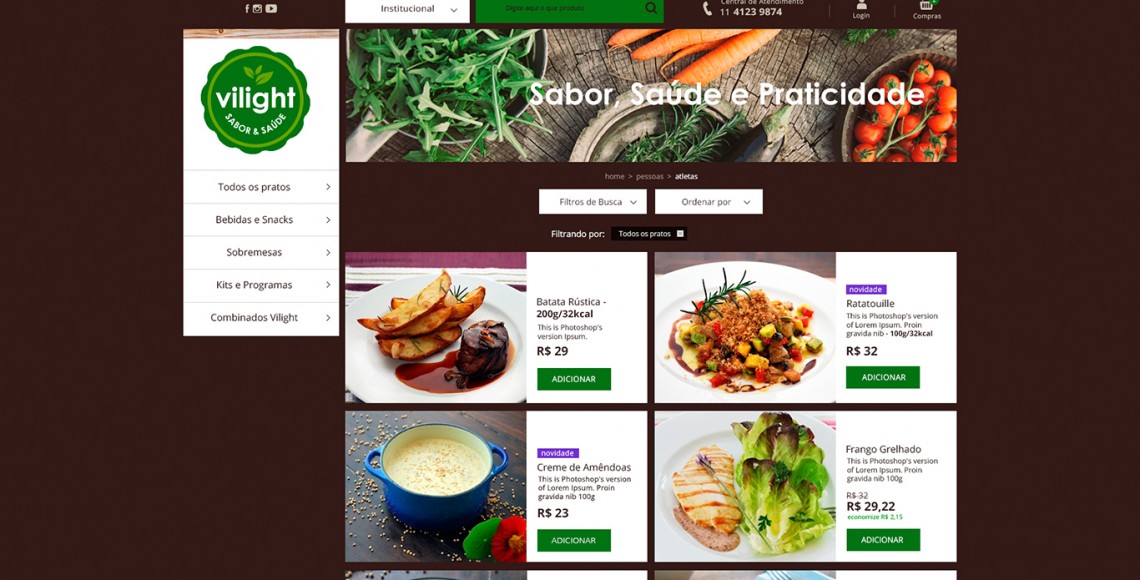 Institucional
Digite aqui o que produto
Central de Atendimento
11 4123 9874
Login
Compras
vilight
SABOR & SAÚDE
Sabor, Saúde e Praticidade
Todos os pratos
Bebidas e Snacks
Sobremesas
Kits e Programas
Combinados Vilight
home > pessoas > atletas
Filtros de Busca
Ordenar por
Filtrando por:
Todos os pratos
Batata Rústica -
200g/32kcal
This is Photoshop's
version Ipsum.
R$ 29
ADICIONAR
novidade
Ratatouille
This is Photoshop's version
of Lorem Ipsum. Proin
gravida nib - 100g/32kcal
R$ 32
ADICIONAR
novidade
Creme de Amêndoas
This is Photoshop's version
of Lorem Ipsum. Proin
gravida nib 100g
R$ 23
ADICIONAR
Frango Grelhado
This is Photoshop's version
of Lorem Ipsum. Proin
gravida nib 100g
R$ 32
R$ 29,22
economize R$ 2,15
ADICIONAR